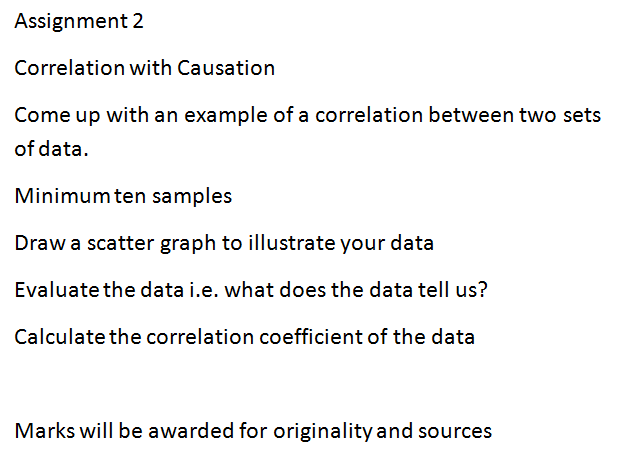 Assignment 2
Correlation with Causation
Come up with an example of a correlation between two sets
of data.
Minimum ten samples
Draw a scatter graph to illustrate your data
Evaluate the data i.e. what does the data tell us?
Calculate the correlation coefficient of the data
Marks will be awarded for originality and sources